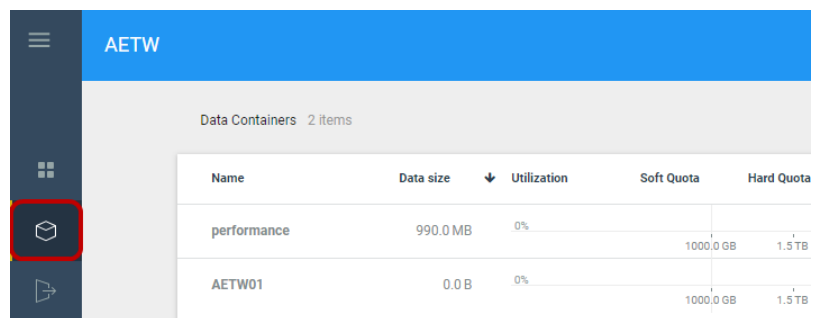 AETW
Data Containers 2 items
Name Data size Utilization Soft Quota Hard Quota
performance 990.0 MB 0% 1000.0 GB 1.5 TB
AETW01 0.0 B 0% 1000.0 GB 1.5 TB